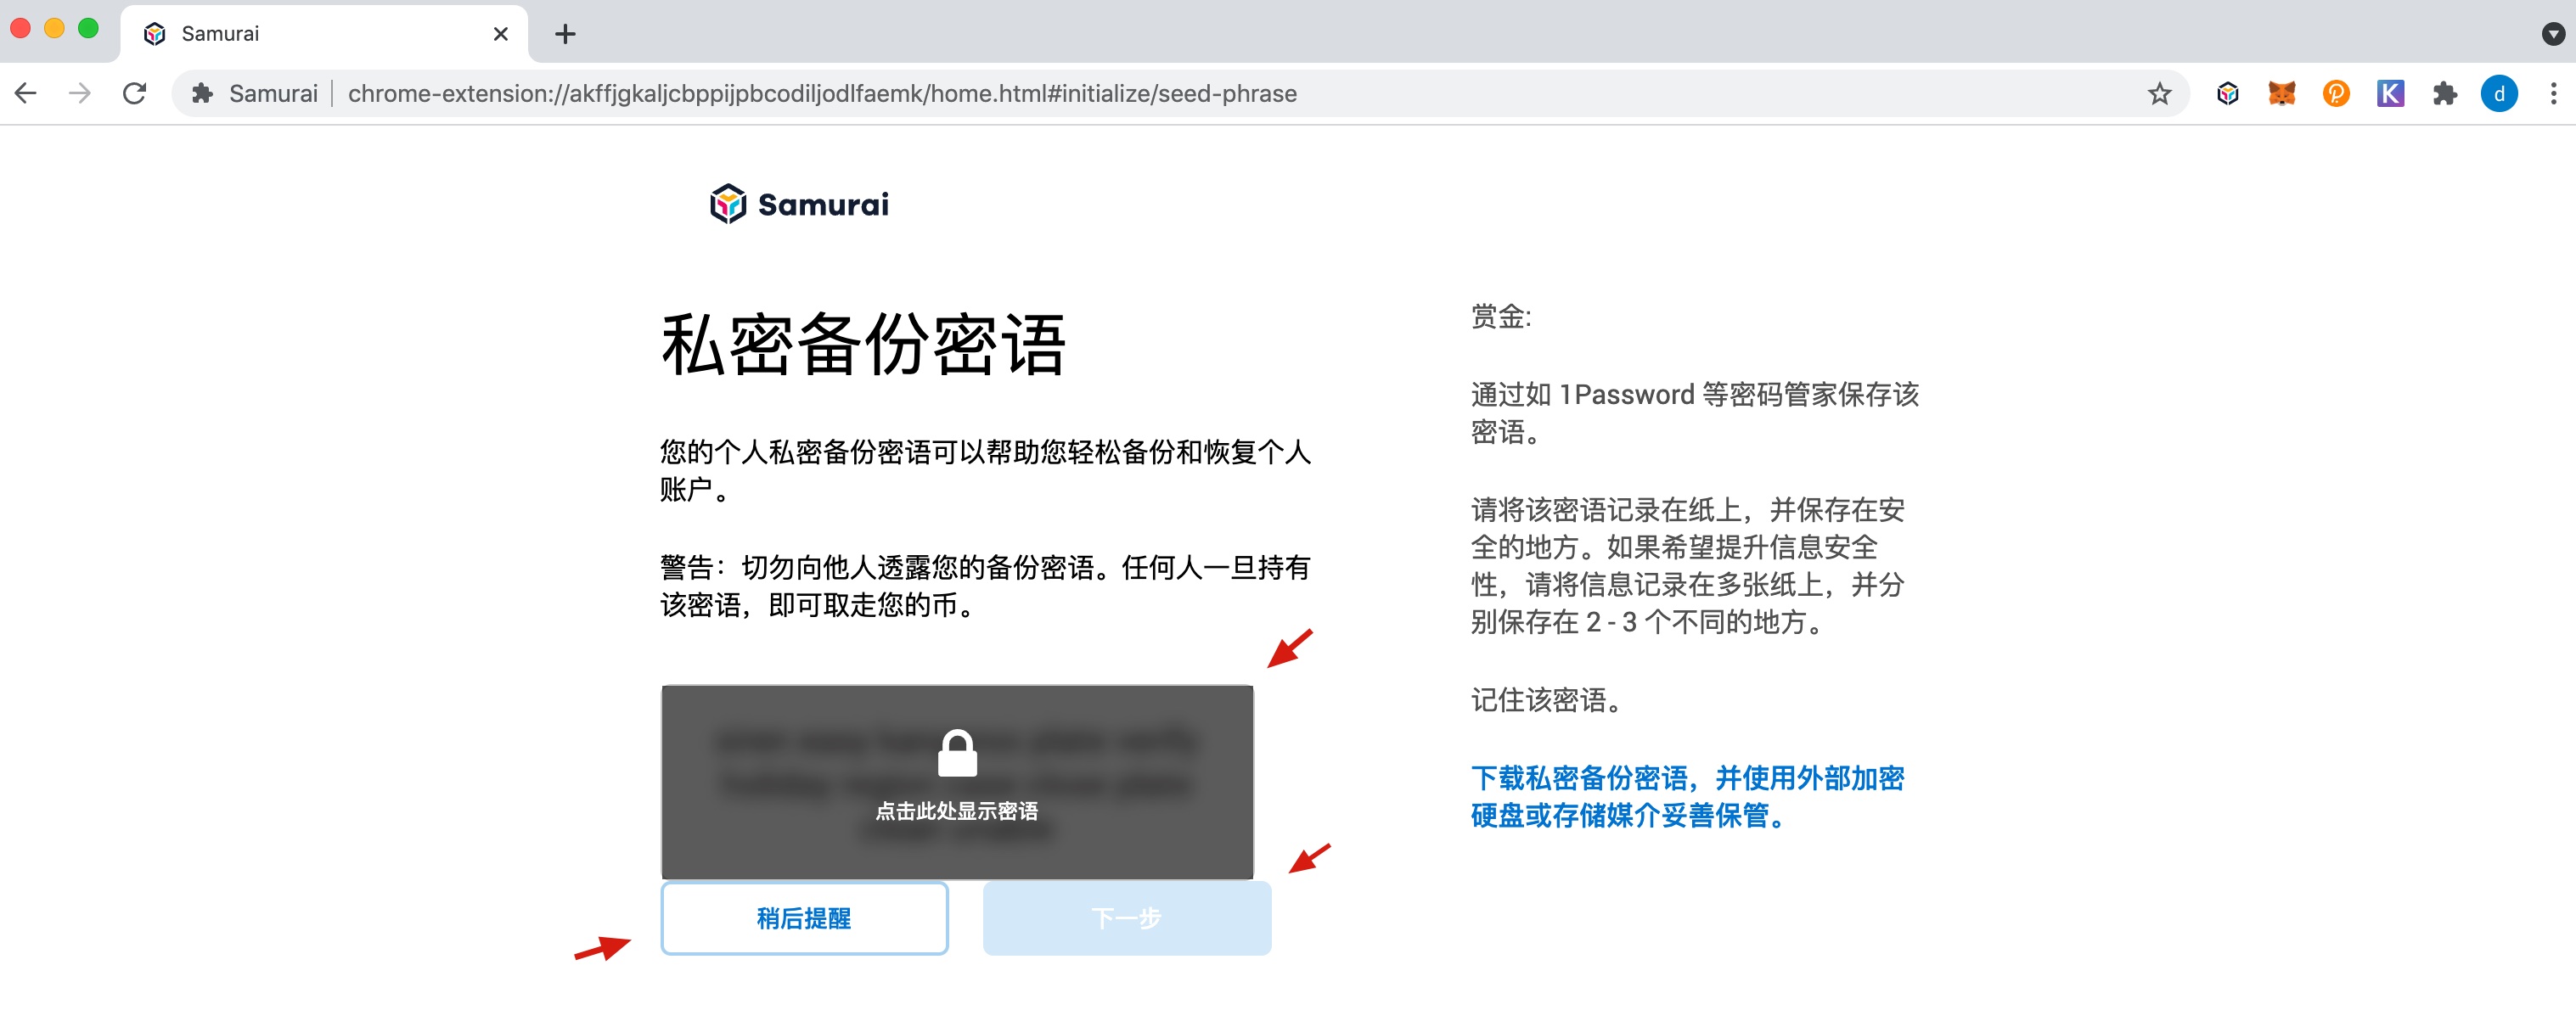 Samurai
Samurai
chrome-extension://akffjgkaljcbppijpbcodiljodlfaemk/home.html#initialize/seed-phrase
d
Samurai
私密备份密语
您的个人私密备份密语可以帮助您轻松备份和恢复个人
账户。
警告：切勿向他人透露您的备份密语。任何人一旦持有
该密语，即可取走您的币。
点击此处显示密语
稍后提醒
下一步
赏金:
通过如 1Password 等密码管家保存该
密语。
请将该密语记录在纸上，并保存在安
全的地方。如果希望提升信息安全
性，请将信息记录在多张纸上，并分
别保存在 2 - 3 个不同的地方。
记住该密语。
下载私密备份密语，并使用外部加密
硬盘或存储媒介妥善保管。